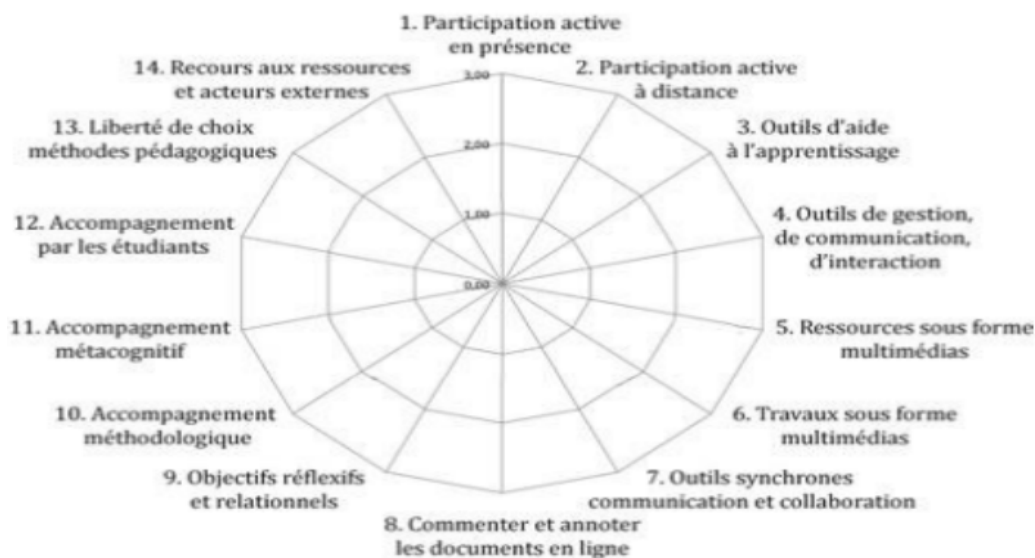 1. Participation active
en présence
2. Participation active
à distance
3. Outils d'aide
à l'apprentissage
4. Outils de gestion,
de communication,
d'interaction
5. Ressources sous forme
multimédias
6. Travaux sous forme
multimédias
7. Outils synchrones
communication et collaboration
8. Commenter et annoter
les documents en ligne
9. Objectifs réflexifs
et relationnels
10. Accompagnement
méthodologique
11. Accompagnement
métacognitif
12. Accompagnement
par les étudiants
13. Liberté de choix
méthodes pédagogiques
14. Recours aux ressources
et acteurs externes
3,00
2,00
1,00
0,00